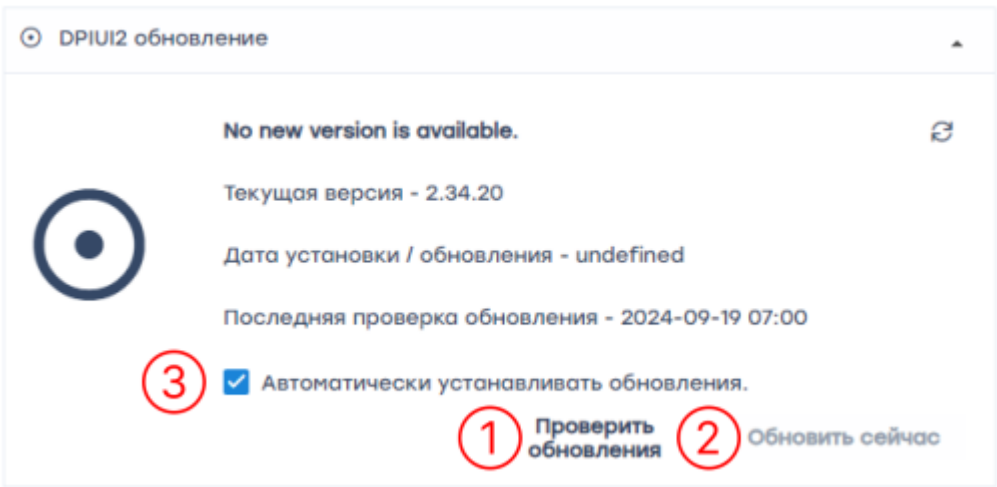 DPIUI2 обновление
No new version is available.
Текущая версия - 2.34.20
Дата установки / обновления - undefined
Последняя проверка обновления - 2024-09-19 07:00
3 Автоматически устанавливать обновления.
1 Проверить
обновления
2 Обновить сейчас